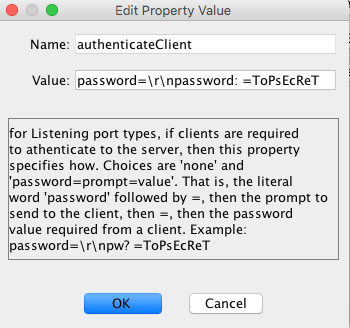 Edit Property Value
Name: authenticateClient
Value: password=\r\npassword: =ToPsEcReT
for Listening port types, if clients are required
to athenticate to the server, then this property
specifies how. Choices are 'none' and
'password=prompt=value'. That is, the literal
word 'password' followed by =, then the prompt to
send to the client, then =, then the password
value required from a client. Example:
password=\r\npw? =ToPsEcReT
OK Cancel